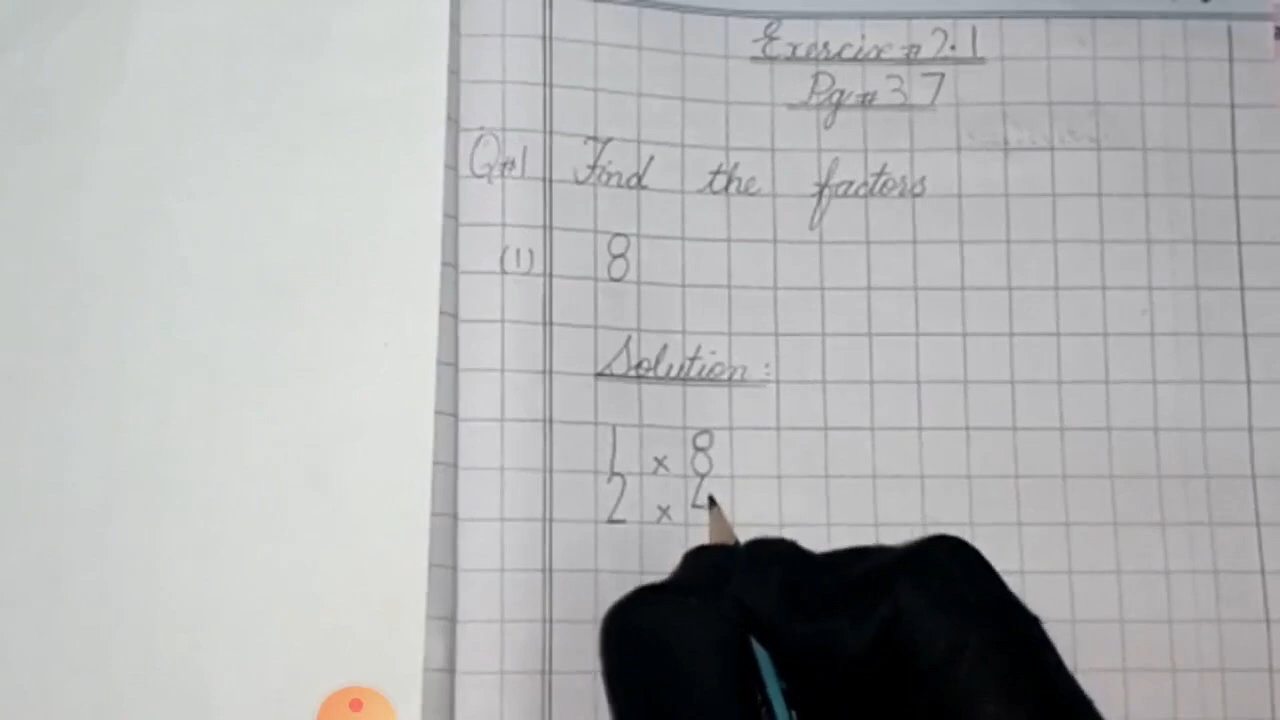 Exercise # 2.1
Pg # 37
Q#1 Find the factors
(1) 8
Solution:
1 × 8
2 × 4